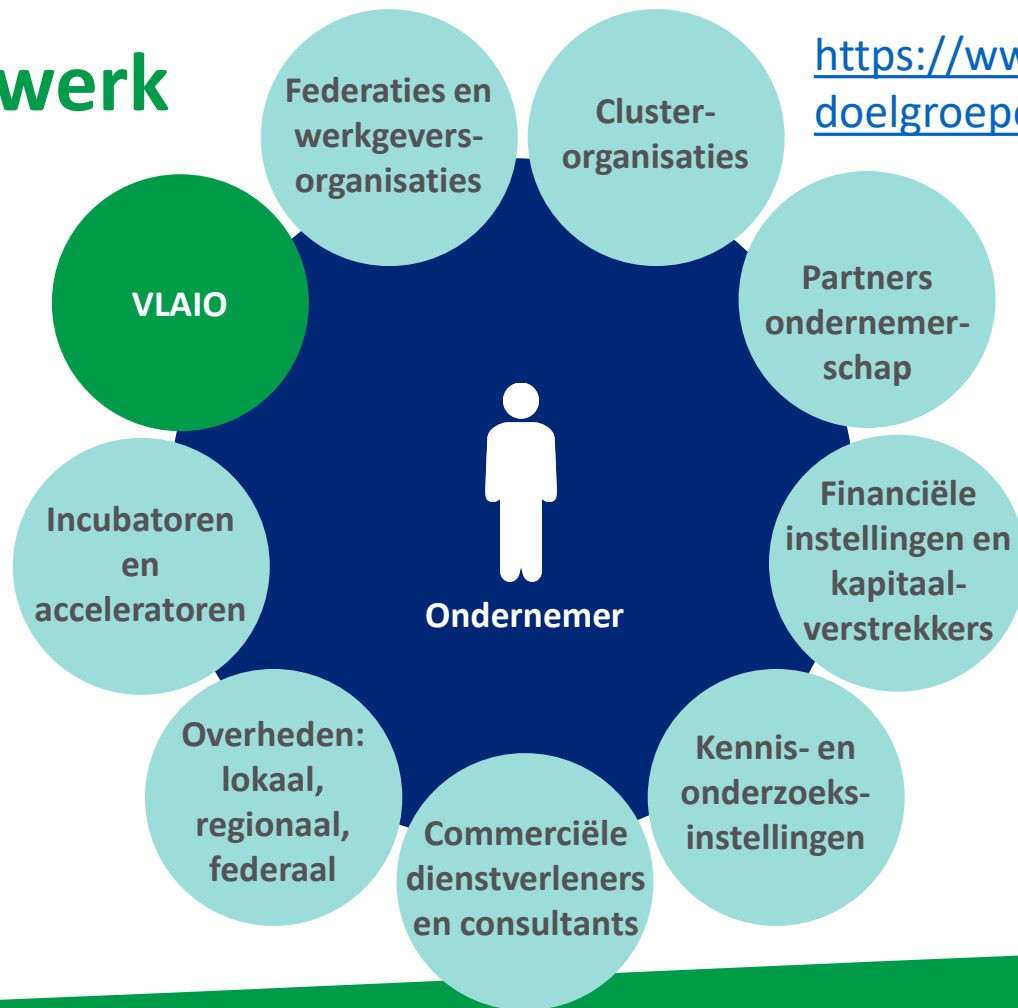 werk
https://ww
doelgroep
Federaties en
werkgevers-
organisaties
Cluster-
organisaties
VLAIO
Partners
ondernemer-
schap
Incubatoren
en
acceleratoren
Ondernemer
Financiële
instellingen en
kapitaal-
verstrekkers
Overheden:
lokaal,
regionaal,
federaal
Commerciële
dienstverleners
en consultants
Kennis- en
onderzoeks-
instellingen